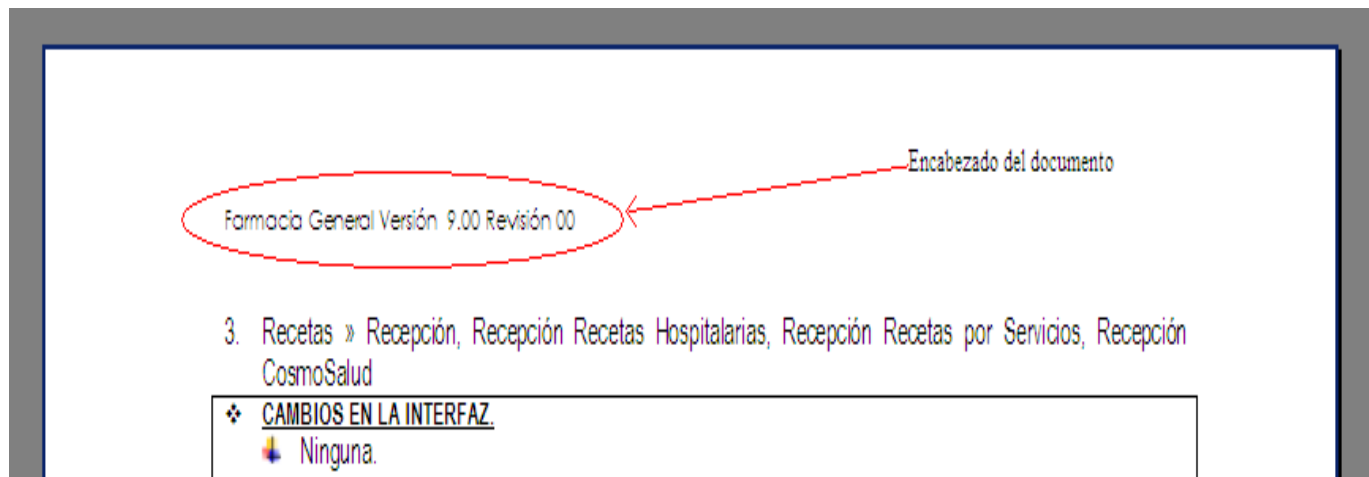 Encabezado del documento
Farmacia General Versión 9.00 Revisión 00
3. Recetas » Recepción, Recepción Recetas Hospitalarias, Recepción Recetas por Servicios, Recepción
CosmoSalud
❖ CAMBIOS EN LA INTERFAZ.
Ninguna.